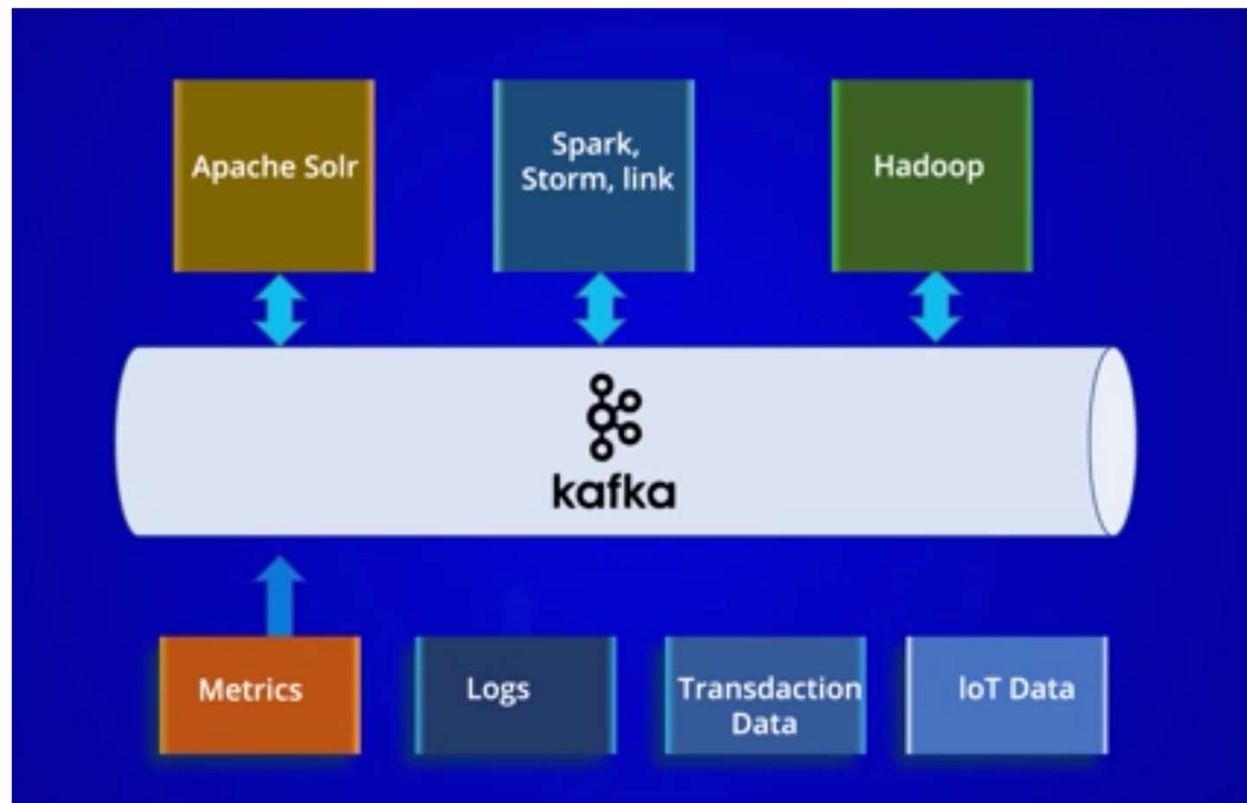 Apache Solr
Spark,
Storm, link
Hadoop
kafka
Metrics
Logs
Transdaction
Data
IoT Data